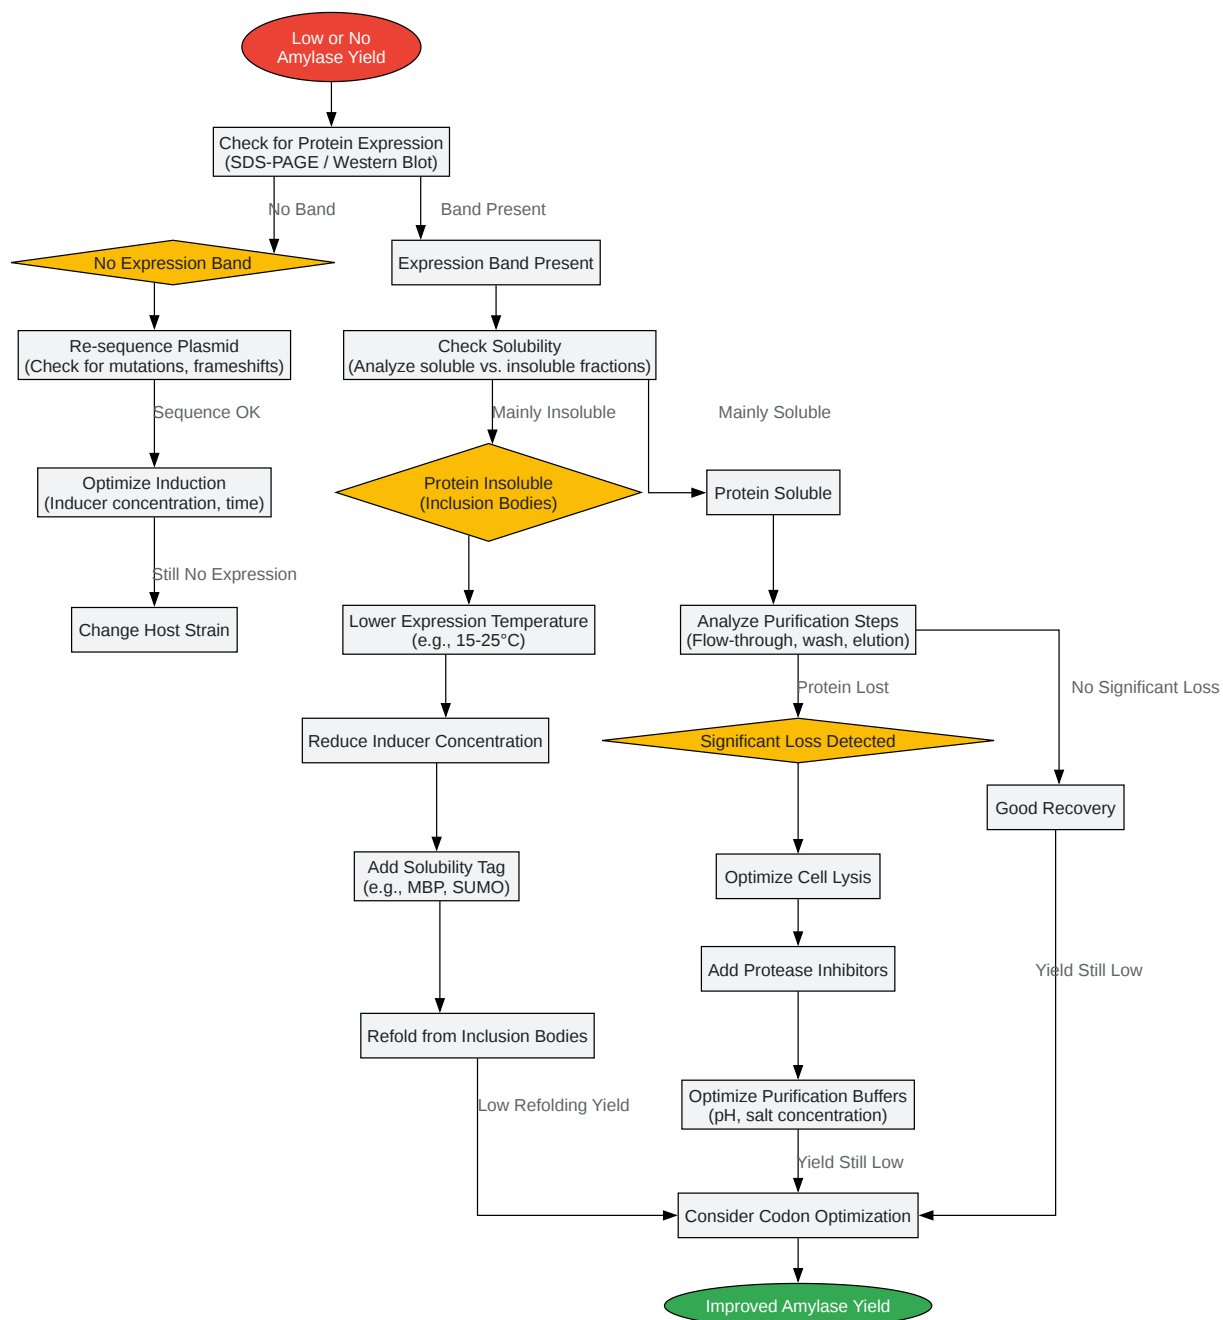 Low or No
Amylase Yield
Check for Protein Expression
(SDS-PAGE / Western Blot)
No Band
Band Present
No Expression Band
Expression Band Present
Re-sequence Plasmid
(Check for mutations, frameshifts)
Check Solubility
(Analyze soluble vs. insoluble fractions)
Sequence OK
Mainly Insoluble
Mainly Soluble
Optimize Induction
(Inducer concentration, time)
Protein Insoluble
(Inclusion Bodies)
Protein Soluble
Still No Expression
Change Host Strain
Lower Expression Temperature
(e.g., 15-25°C)
Analyze Purification Steps
(Flow-through, wash, elution)
Protein Lost
No Significant Loss
Reduce Inducer Concentration
Significant Loss Detected
Good Recovery
Add Solubility Tag
(e.g., MBP, SUMO)
Optimize Cell Lysis
Add Protease Inhibitors
Yield Still Low
Refold from Inclusion Bodies
Low Refolding Yield
Optimize Purification Buffers
(pH, salt concentration)
Yield Still Low
Consider Codon Optimization
Improved Amylase Yield